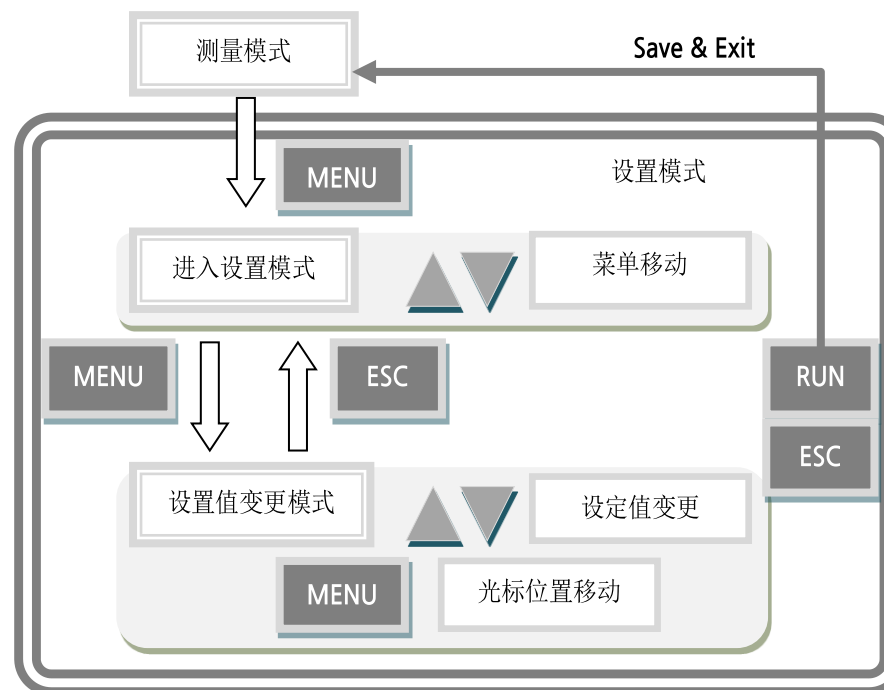 测量模式
Save & Exit
MENU
设置模式
进入设置模式
菜单移动
MENU
ESC
RUN
ESC
设置值变更模式
设定值变更
MENU
光标位置移动